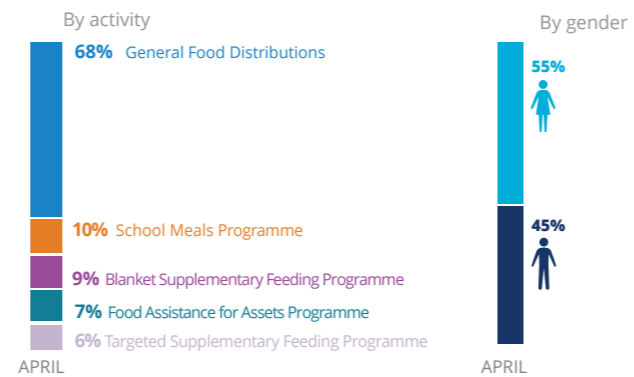 By activity
68% General Food Distributions
10% School Meals Programme
9% Blanket Supplementary Feeding Programme
7% Food Assistance for Assets Programme
6% Targeted Supplementary Feeding Programme
APRIL
By gender
55%
45%
APRIL